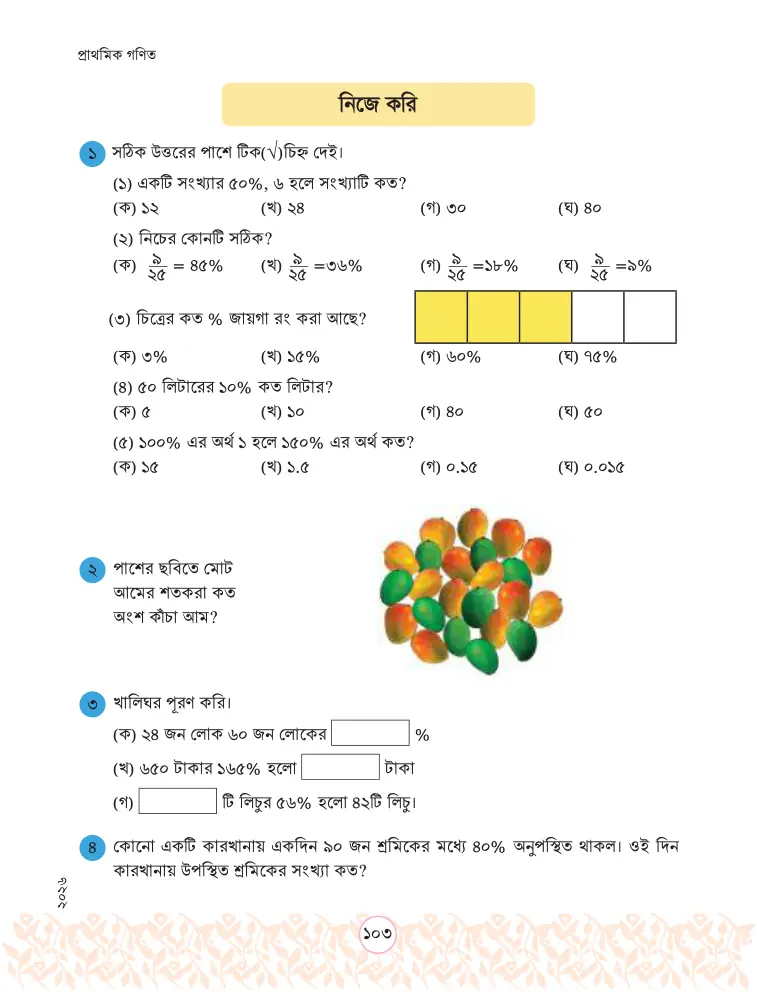 প্রাথমিক গণিত
নিজে করি
১ সঠিক উত্তরের পাশে টিক(√)চিহ্ন দেই।
(১) একটি সংখ্যার ৫০%, ৬ হলে সংখ্যাটি কত?
(ক) ১২ (খ) ২৪ (গ) ৩০ (ঘ) ৪০
(২) নিচের কোনটি সঠিক?
(ক) ৯/২৫ = ৪৫% (খ) ৯/২৫ =৩৬% (গ) ৯/২৫ =১৮% (ঘ) ৯/২৫ =৯%
(৩) চিত্রের কত % জায়গা রং করা আছে?
(ক) ৩% (খ) ১৫% (গ) ৬০% (ঘ) ৭৫%
(৪) ৫০ লিটারের ১০% কত লিটার?
(ক) ৫ (খ) ১০ (গ) ৪০ (ঘ) ৫০
(৫) ১০০% এর অর্থ ১ হলে ১৫০% এর অর্থ কত?
(ক) ১৫ (খ) ১.৫ (গ) ০.১৫ (ঘ) ০.০১৫
২ পাশের ছবিতে মোট
আমের শতকরা কত
অংশ কাঁচা আম?
৩ খালিঘর পূরণ করি।
(ক) ২৪ জন লোক ৬০ জন লোকের %
(খ) ৬৫০ টাকার ১৬৫% হলো টাকা
(গ) টি লিচুর ৫৬% হলো ৪২টি লিচু।
৪ কোনো একটি কারখানায় একদিন ৯০ জন শ্রমিকের মধ্যে ৪০% অনুপস্থিত থাকল। ওই দিন
কারখানায় উপস্থিত শ্রমিকের সংখ্যা কত?
২০২৬
১০৩